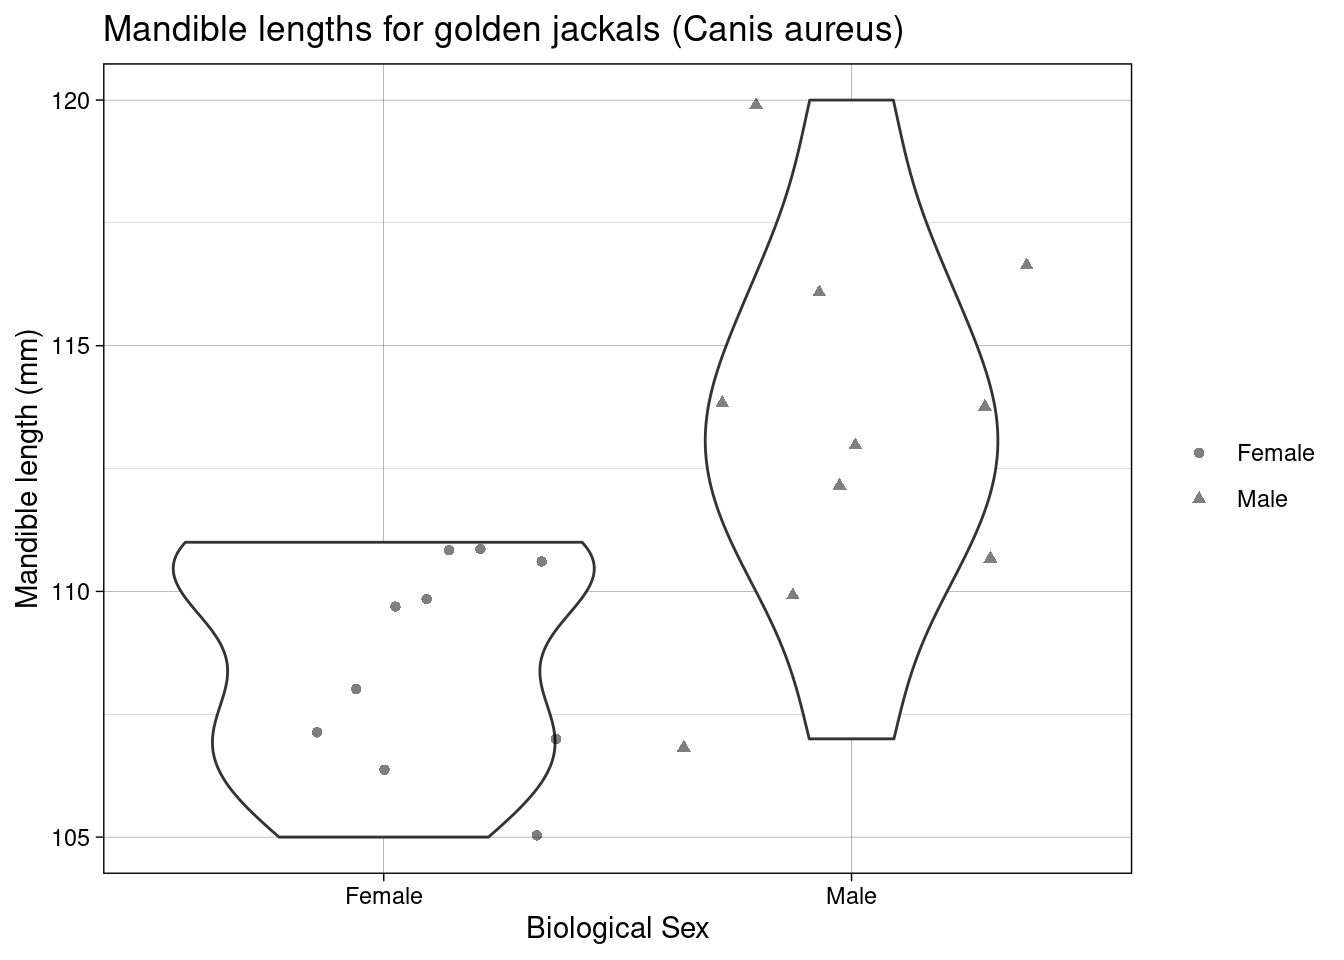 Mandible lengths for golden jackals (Canis aureus)
120
115
110
105
Mandible length (mm)
Female
Male
Biological Sex
Female
Male